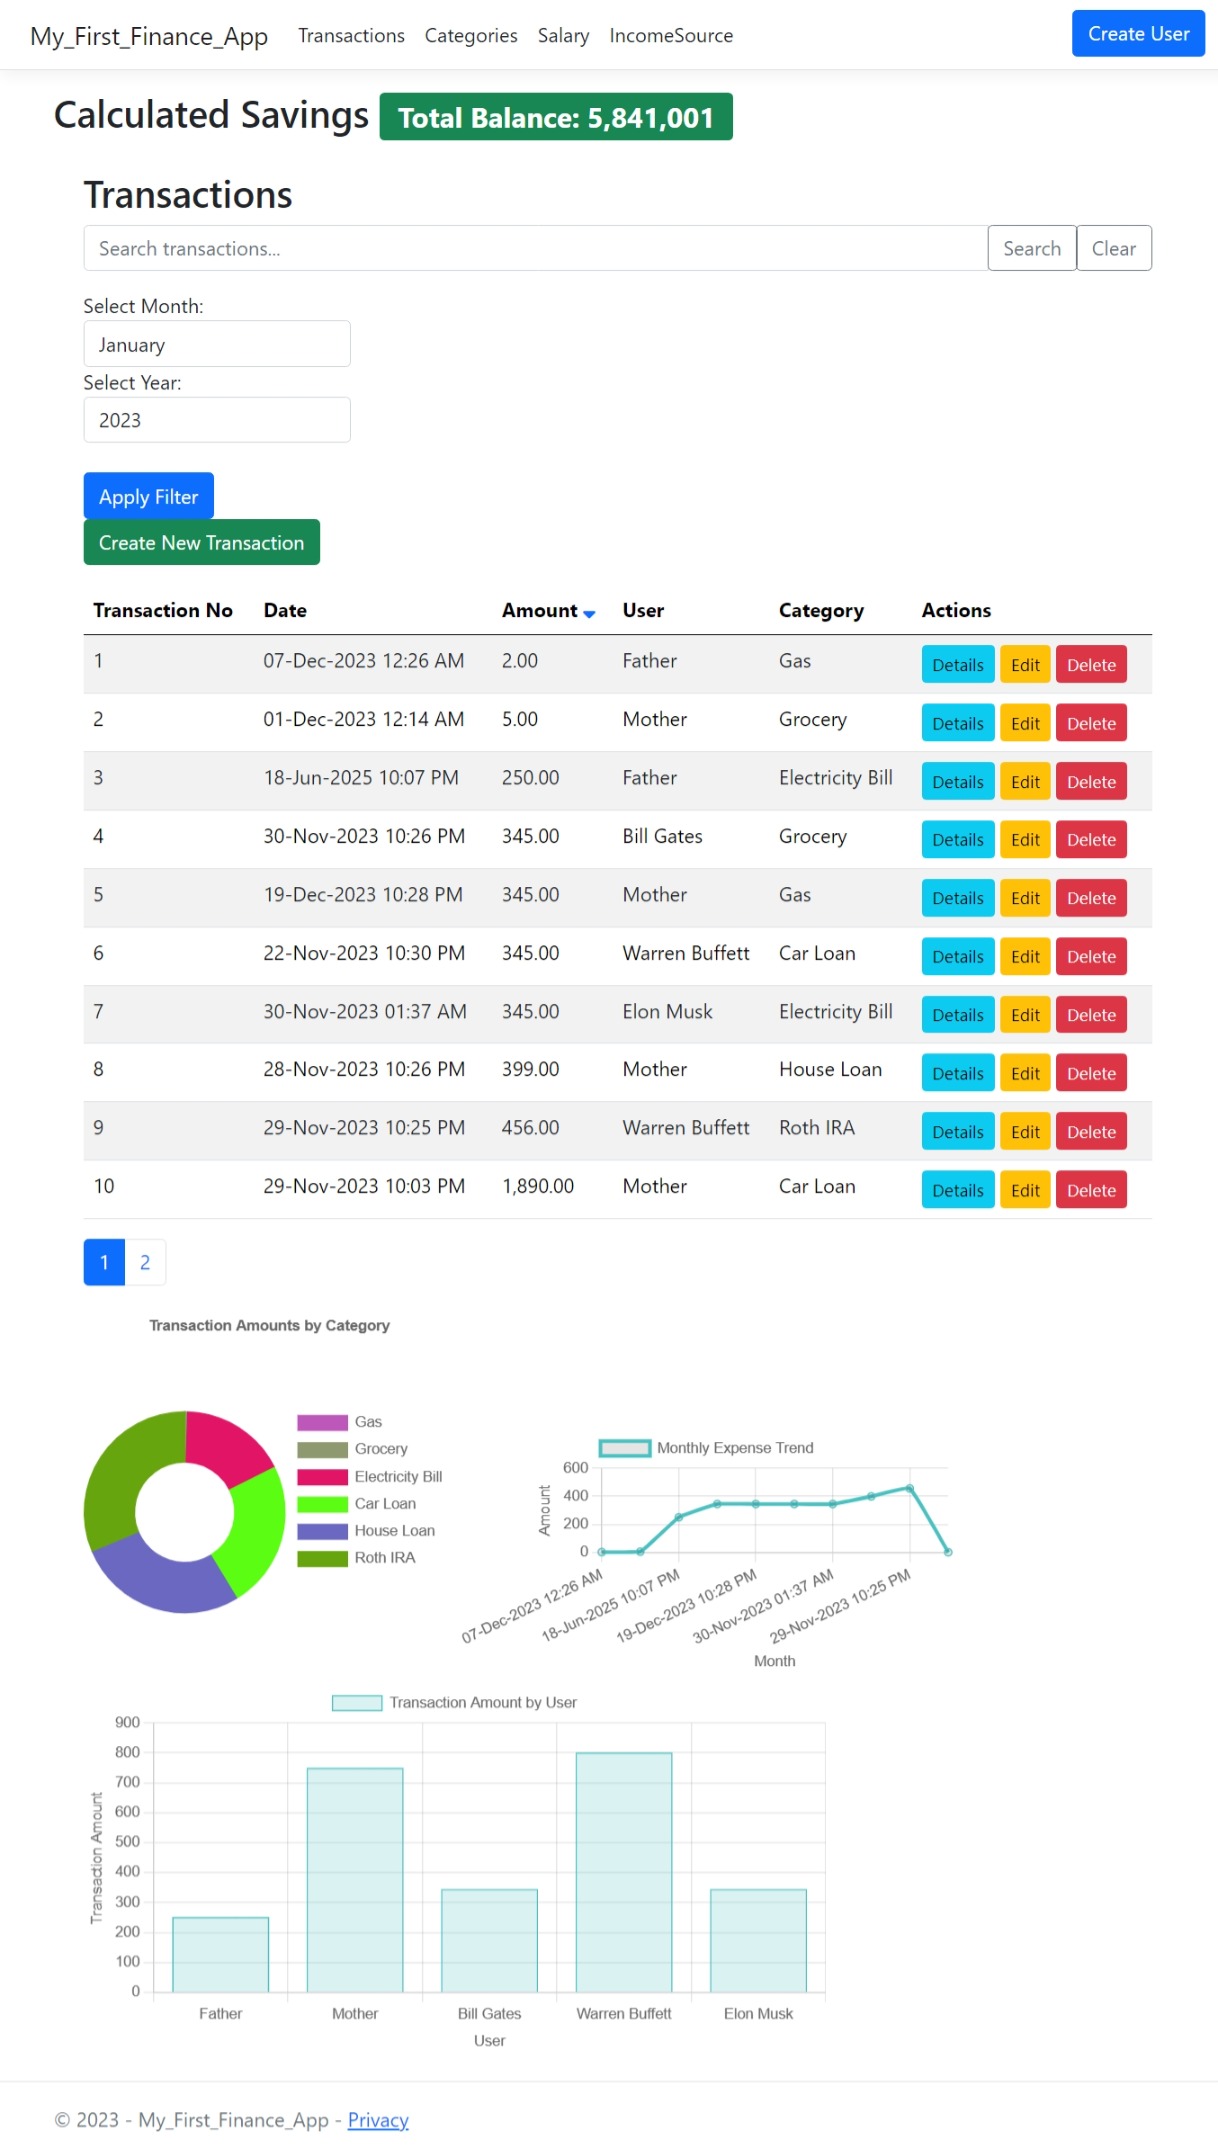 My_First_Finance_App Transactions Categories Salary IncomeSource Create User
Calculated Savings Total Balance: 5,841,001
Transactions
Search transactions... Search Clear
Select Month:
January
Select Year:
2023
Apply Filter
Create New Transaction
Transaction No Date Amount User Category Actions
1 07-Dec-2023 12:26 AM 2.00 Father Gas Details Edit Delete
2 01-Dec-2023 12:14 AM 5.00 Mother Grocery Details Edit Delete
3 18-Jun-2025 10:07 PM 250.00 Father Electricity Bill Details Edit Delete
4 30-Nov-2023 10:26 PM 345.00 Bill Gates Grocery Details Edit Delete
5 19-Dec-2023 10:28 PM 345.00 Mother Gas Details Edit Delete
6 22-Nov-2023 10:30 PM 345.00 Warren Buffett Car Loan Details Edit Delete
7 30-Nov-2023 01:37 AM 345.00 Elon Musk Electricity Bill Details Edit Delete
8 28-Nov-2023 10:26 PM 399.00 Mother House Loan Details Edit Delete
9 29-Nov-2023 10:25 PM 456.00 Warren Buffett Roth IRA Details Edit Delete
10 29-Nov-2023 10:03 PM 1,890.00 Mother Car Loan Details Edit Delete
1 2
Transaction Amounts by Category
Gas
Grocery
Electricity Bill
Car Loan
House Loan
Roth IRA
Monthly Expense Trend
Amount
600
400
200
0
07-Dec-2023 12:26 AM
18-Jun-2025 10:07 PM
19-Dec-2023 10:28 PM
30-Nov-2023 01:37 AM
29-Nov-2023 10:25 PM
Month
Transaction Amount by User
Transaction Amount
900
800
700
600
500
400
300
200
100
0
Father Mother Bill Gates Warren Buffett Elon Musk
User
© 2023 - My_First_Finance_App - Privacy